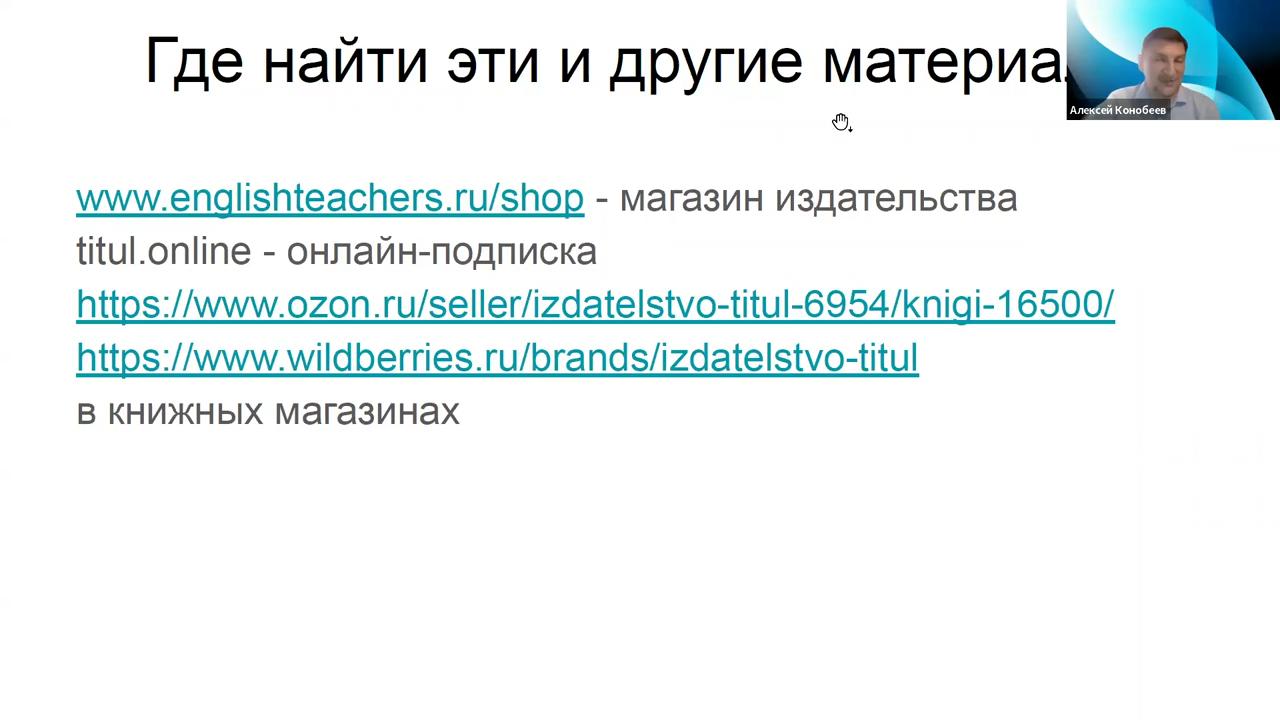 Где найти эти и другие
Алексей Конобеев
www.englishteachers.ru/shop - магазин издательства
titul.online - онлайн-подписка
https://www.ozon.ru/seller/izdatelstvo-titul-6954/knigi-16500/
https://www.wildberries.ru/brands/izdatelstvo-titul
в книжных магазинах